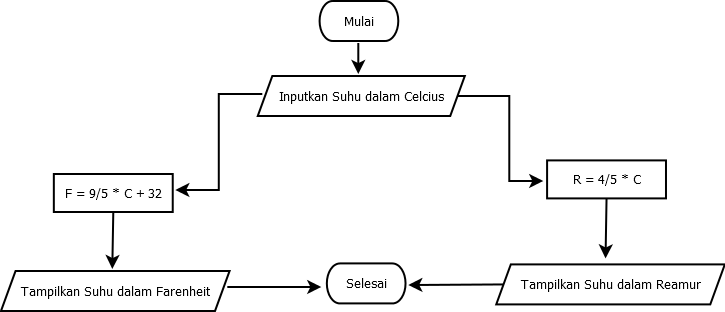 Mulai
Inputkan Suhu dalam Celcius
F = 9/5 * C + 32
R = 4/5 * C
Tampilkan Suhu dalam Farenheit
Selesai
Tampilkan Suhu dalam Reamur